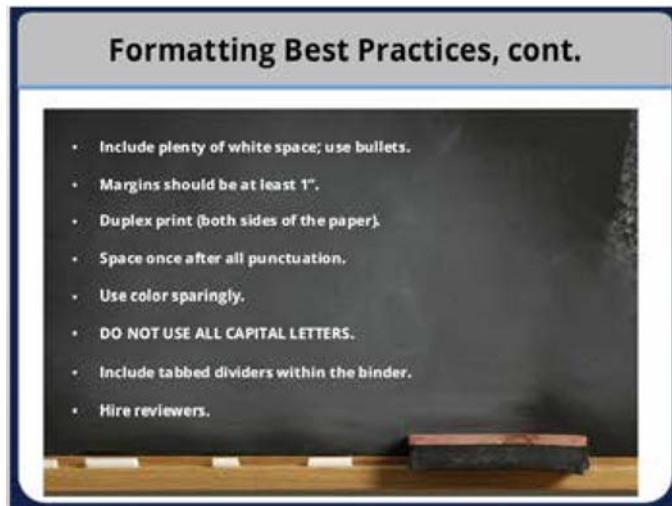 Formatting Best Practices, cont.
• Include plenty of white space; use bullets.
• Margins should be at least 1”.
• Duplex print (both sides of the paper).
• Space once after all punctuation.
• Use color sparingly.
• DO NOT USE ALL CAPITAL LETTERS.
• Include tabbed dividers within the binder.
• Hire reviewers.